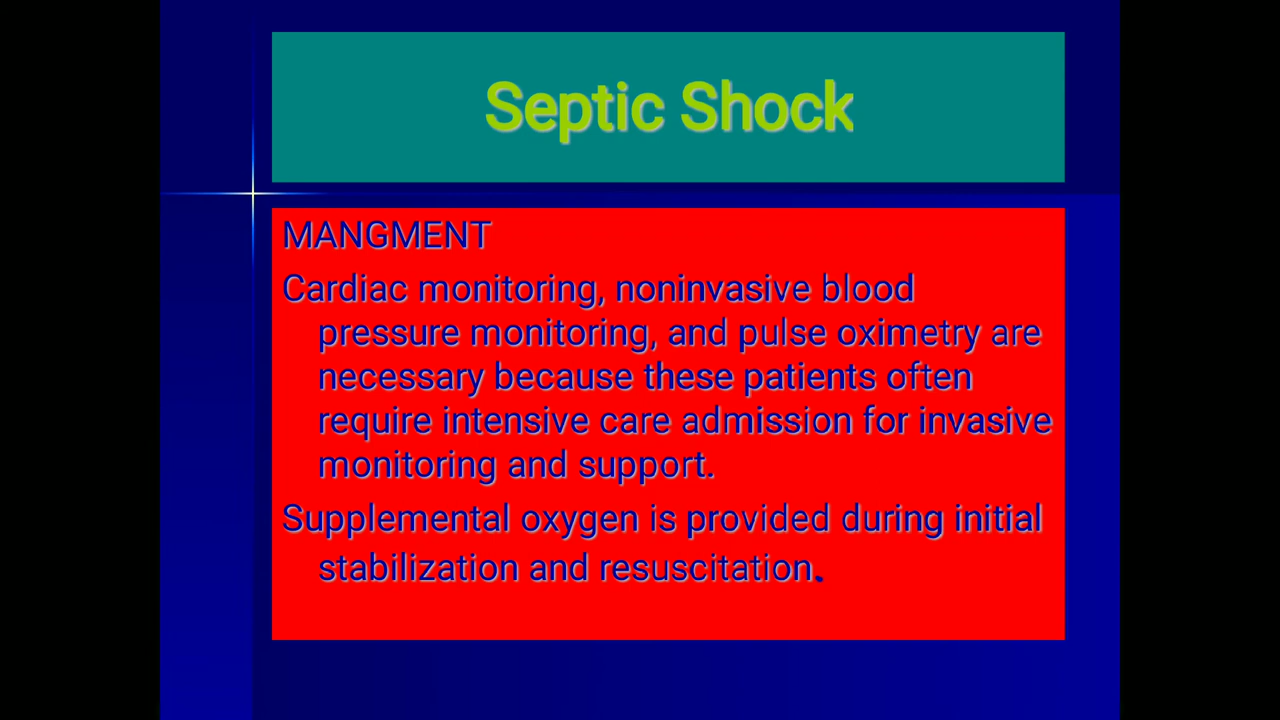 Septic Shock
MANGMENT
Cardiac monitoring, noninvasive blood
pressure monitoring, and pulse oximetry are
necessary because these patients often
require intensive care admission for invasive
monitoring and support.
Supplemental oxygen is provided during initial
stabilization and resuscitation.